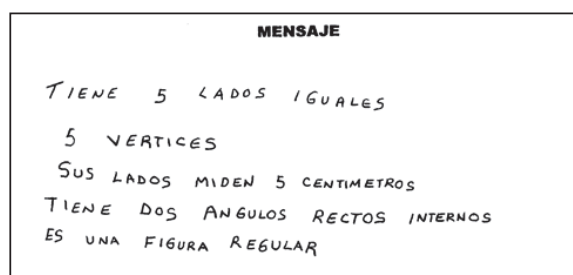 MENSAJE
TIENE 5 LADOS IGUALES
5 VERTICES
SUS LADOS MIDEN 5 CENTIMETROS
TIENE DOS ANGULOS RECTOS INTERNOS
ES UNA FIGURA REGULAR